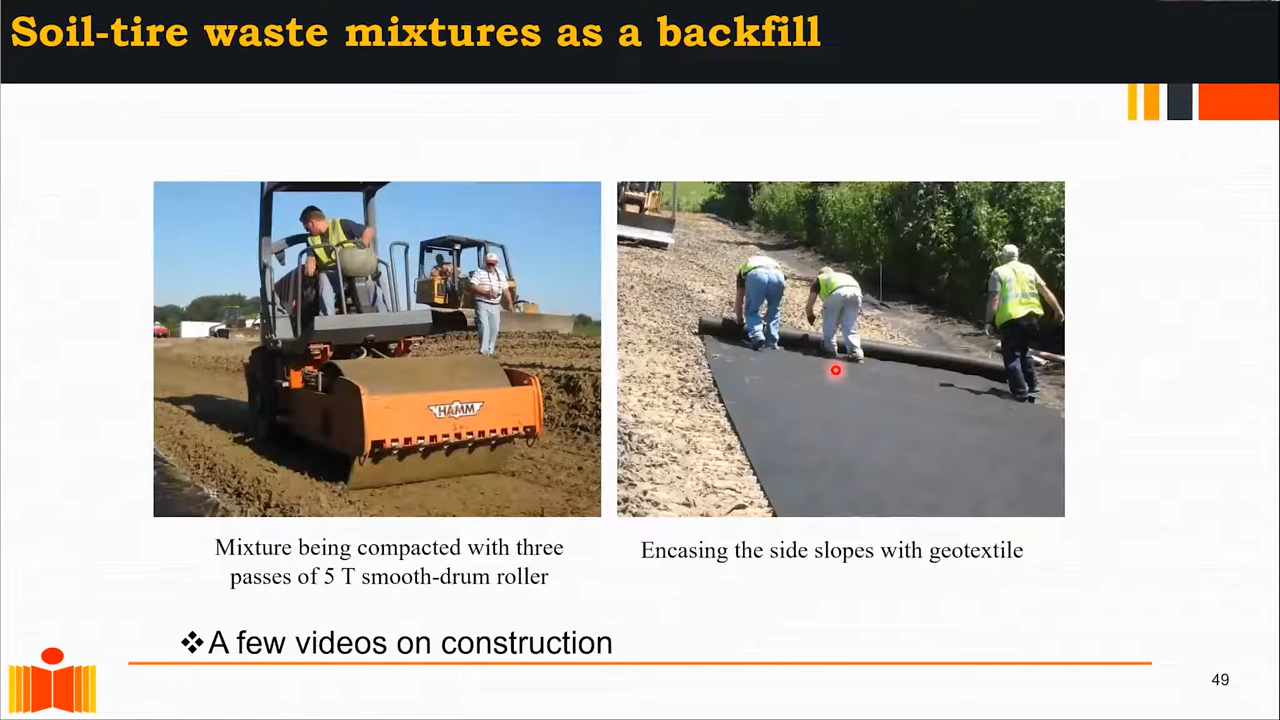 Soil-tire waste mixtures as a backfill
HAMM
Mixture being compacted with three
passes of 5 T smooth-drum roller
Encasing the side slopes with geotextile
❖A few videos on construction
49